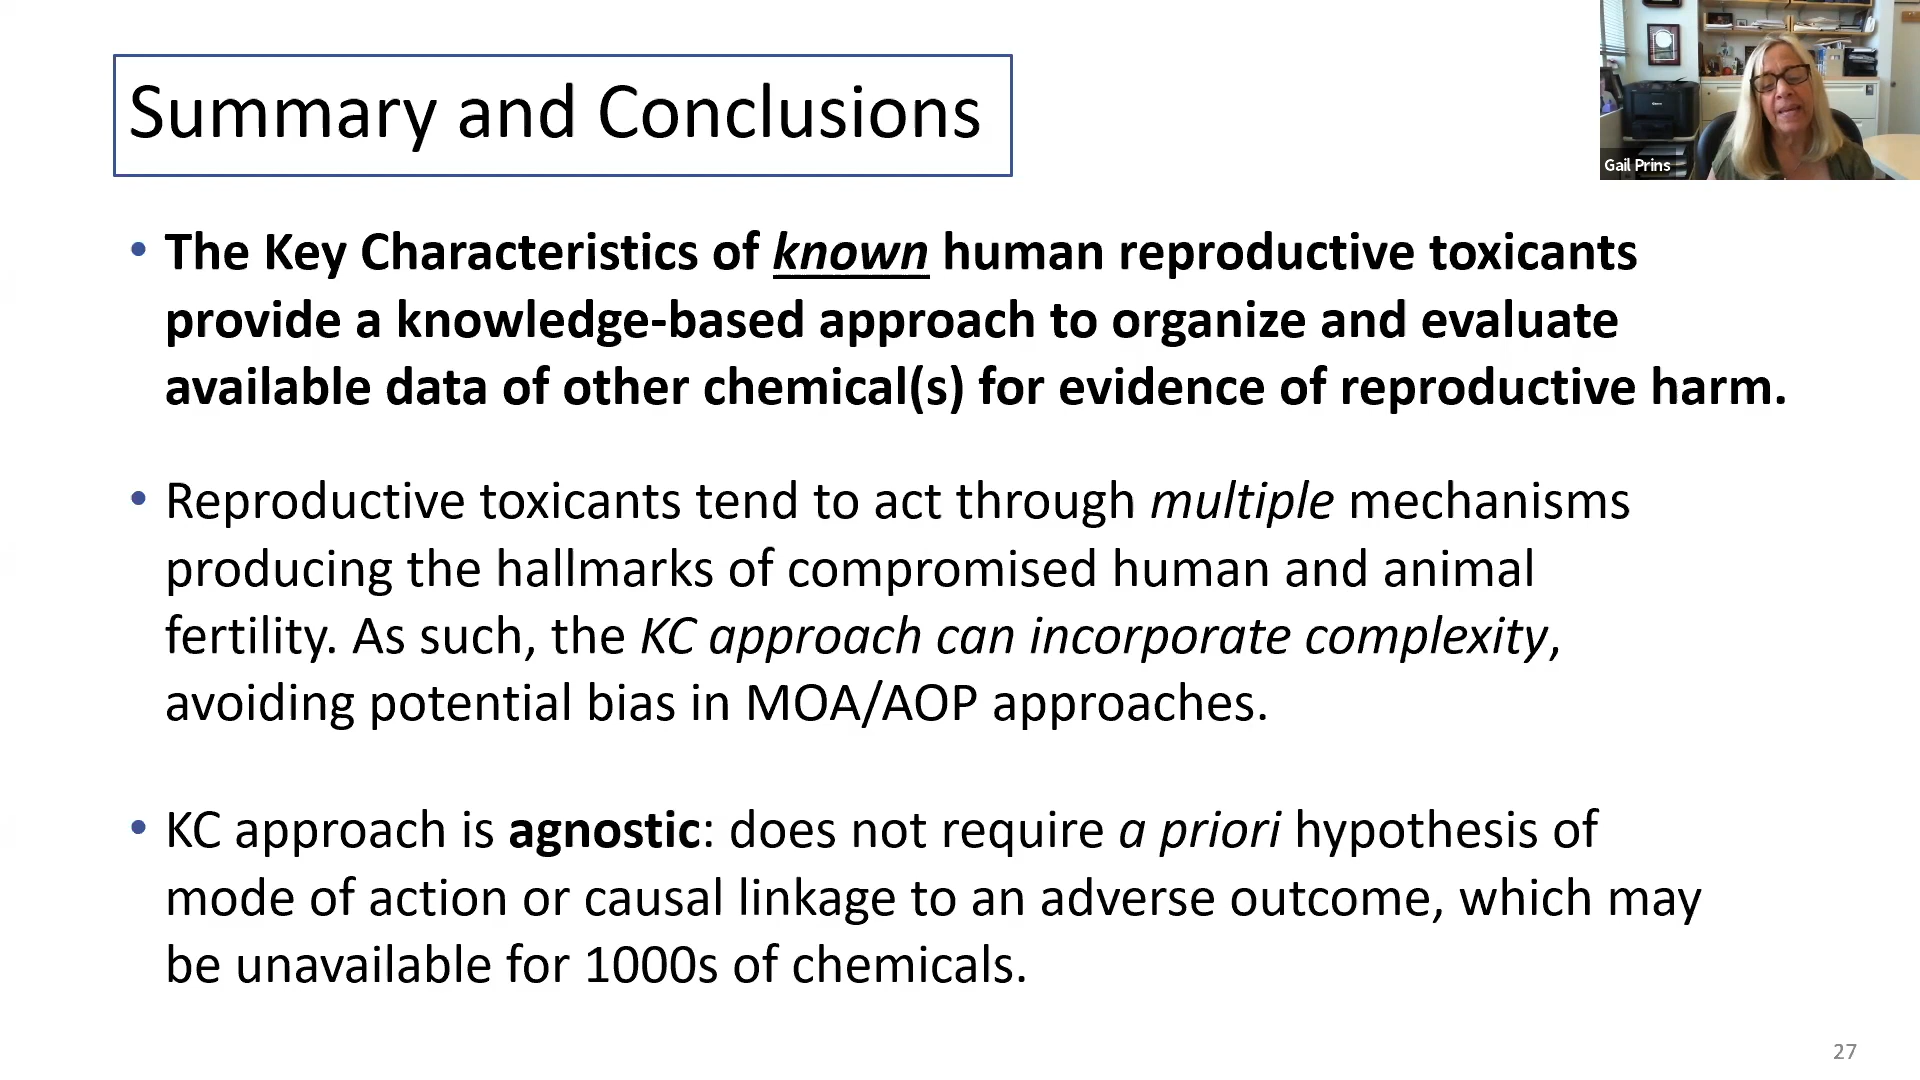 Summary and Conclusions
Gail Prins
• The Key Characteristics of known human reproductive toxicants
provide a knowledge-based approach to organize and evaluate
available data of other chemical(s) for evidence of reproductive harm.
• Reproductive toxicants tend to act through multiple mechanisms
producing the hallmarks of compromised human and animal
fertility. As such, the KC approach can incorporate complexity,
avoiding potential bias in MOA/AOP approaches.
• KC approach is agnostic: does not require a priori hypothesis of
mode of action or causal linkage to an adverse outcome, which may
be unavailable for 1000s of chemicals.
27